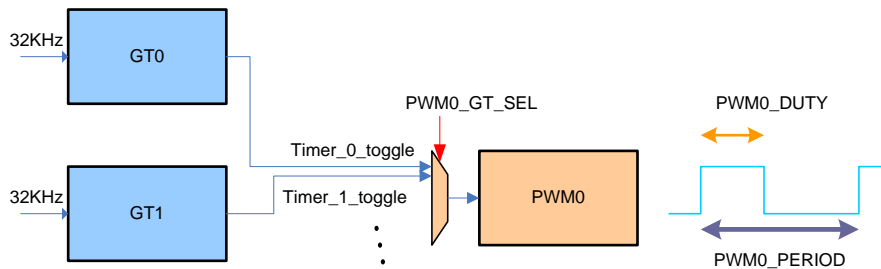 32KHz
GT0
PWM0_GT_SEL
PWM0_DUTY
Timer_0_toggle
32KHz
GT1
Timer_1_toggle
PWM0
PWM0_PERIOD